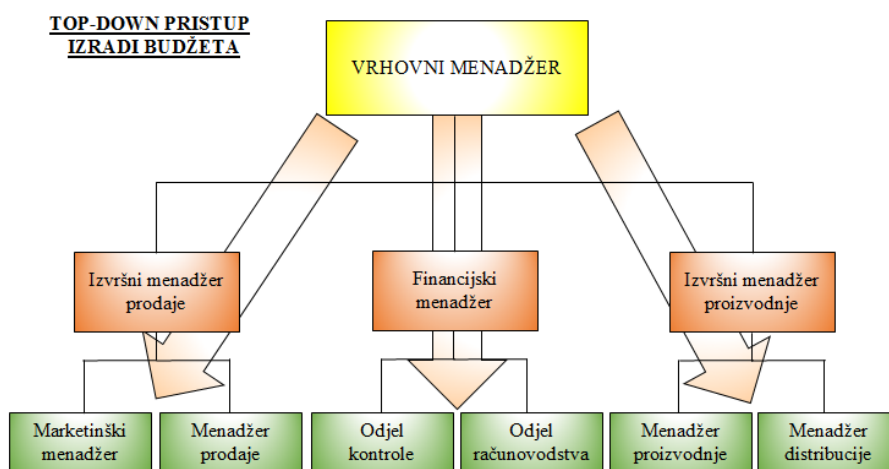 TOP-DOWN PRISTUP
IZRADI BUDŽETA
VRHOVNI MENADŽER
Izvršni menadžer
prodaje
Financijski
menadžer
Izvršni menadžer
proizvodnje
Marketinški
menadžer
Menadžer
prodaje
Odjel
kontrole
Odjel
računovodstva
Menadžer
proizvodnje
Menadžer
distribucije